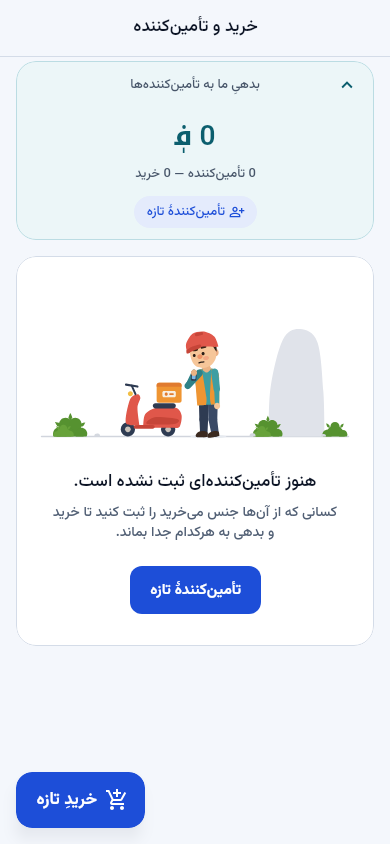 خرید و تأمین‌کننده
بدهیِ ما به تأمین‌کننده‌ها
0 ؋
0 تأمین‌کننده — 0 خرید
تأمین‌کنندهٔ تازه
هنوز تأمین‌کننده‌ای ثبت نشده است.
کسانی که از آن‌ها جنس می‌خرید را ثبت کنید تا خرید
و بدهی به هرکدام جدا بماند.
تأمین‌کنندهٔ تازه
خریدِ تازه